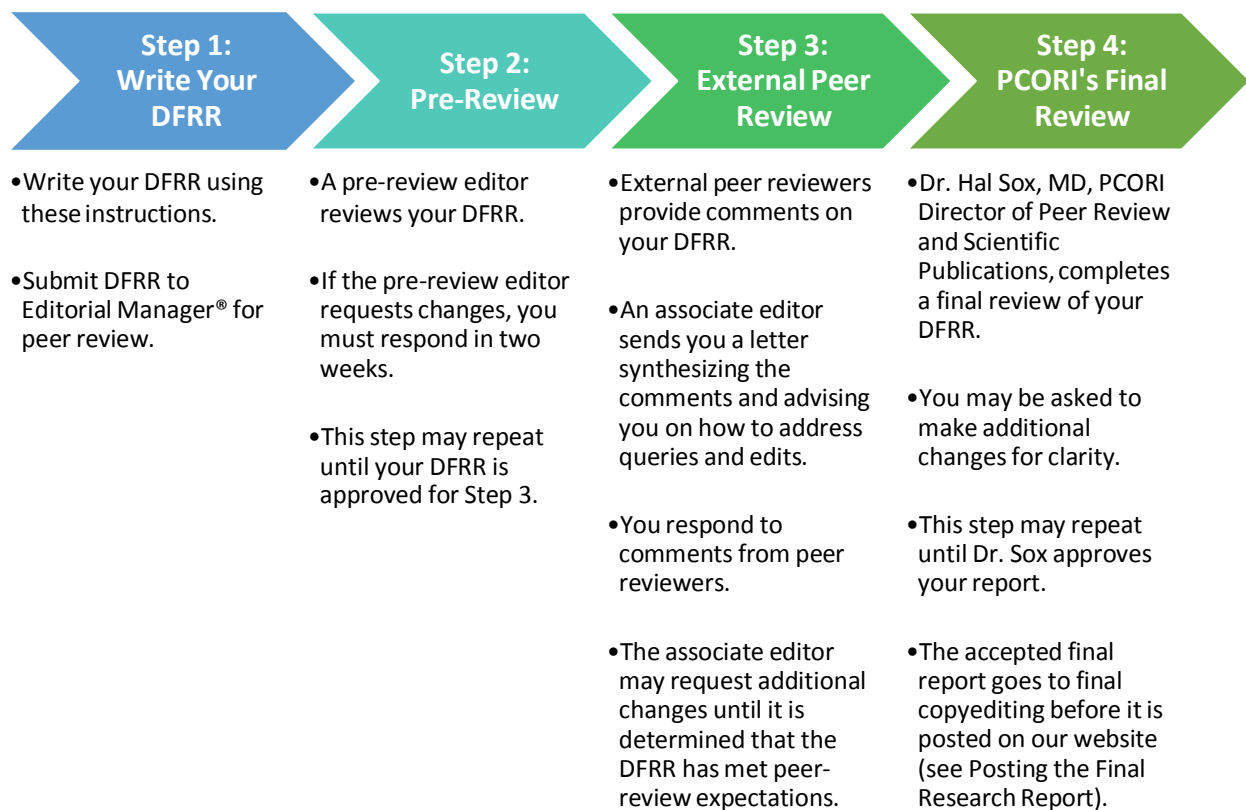 Step 1:
Write Your
DFRR
Step 2:
Pre-Review
Step 3:
External Peer
Review
Step 4:
PCORI's Final
Review
•Write your DFRR using
these instructions.
•Submit DFRR to
Editorial Manager® for
peer review.
•A pre-review editor
reviews your DFRR.
•If the pre-review editor
requests changes, you
must respond in two
weeks.
•This step may repeat
until your DFRR is
approved for Step 3.
•External peer reviewers
provide comments on
your DFRR.
•An associate editor
sends you a letter
synthesizing the
comments and advising
you on how to address
queries and edits.
•You respond to
comments from peer
reviewers.
•The associate editor
may request additional
changes until it is
determined that the
DFRR has met peer-
review expectations.
•Dr. Hal Sox, MD, PCORI
Director of Peer Review
and Scientific
Publications, completes
a final review of your
DFRR.
•You may be asked to
make additional
changes for clarity.
•This step may repeat
until Dr. Sox approves
your report.
•The accepted final
report goes to final
copyediting before it is
posted on our website
(see Posting the Final
Research Report).